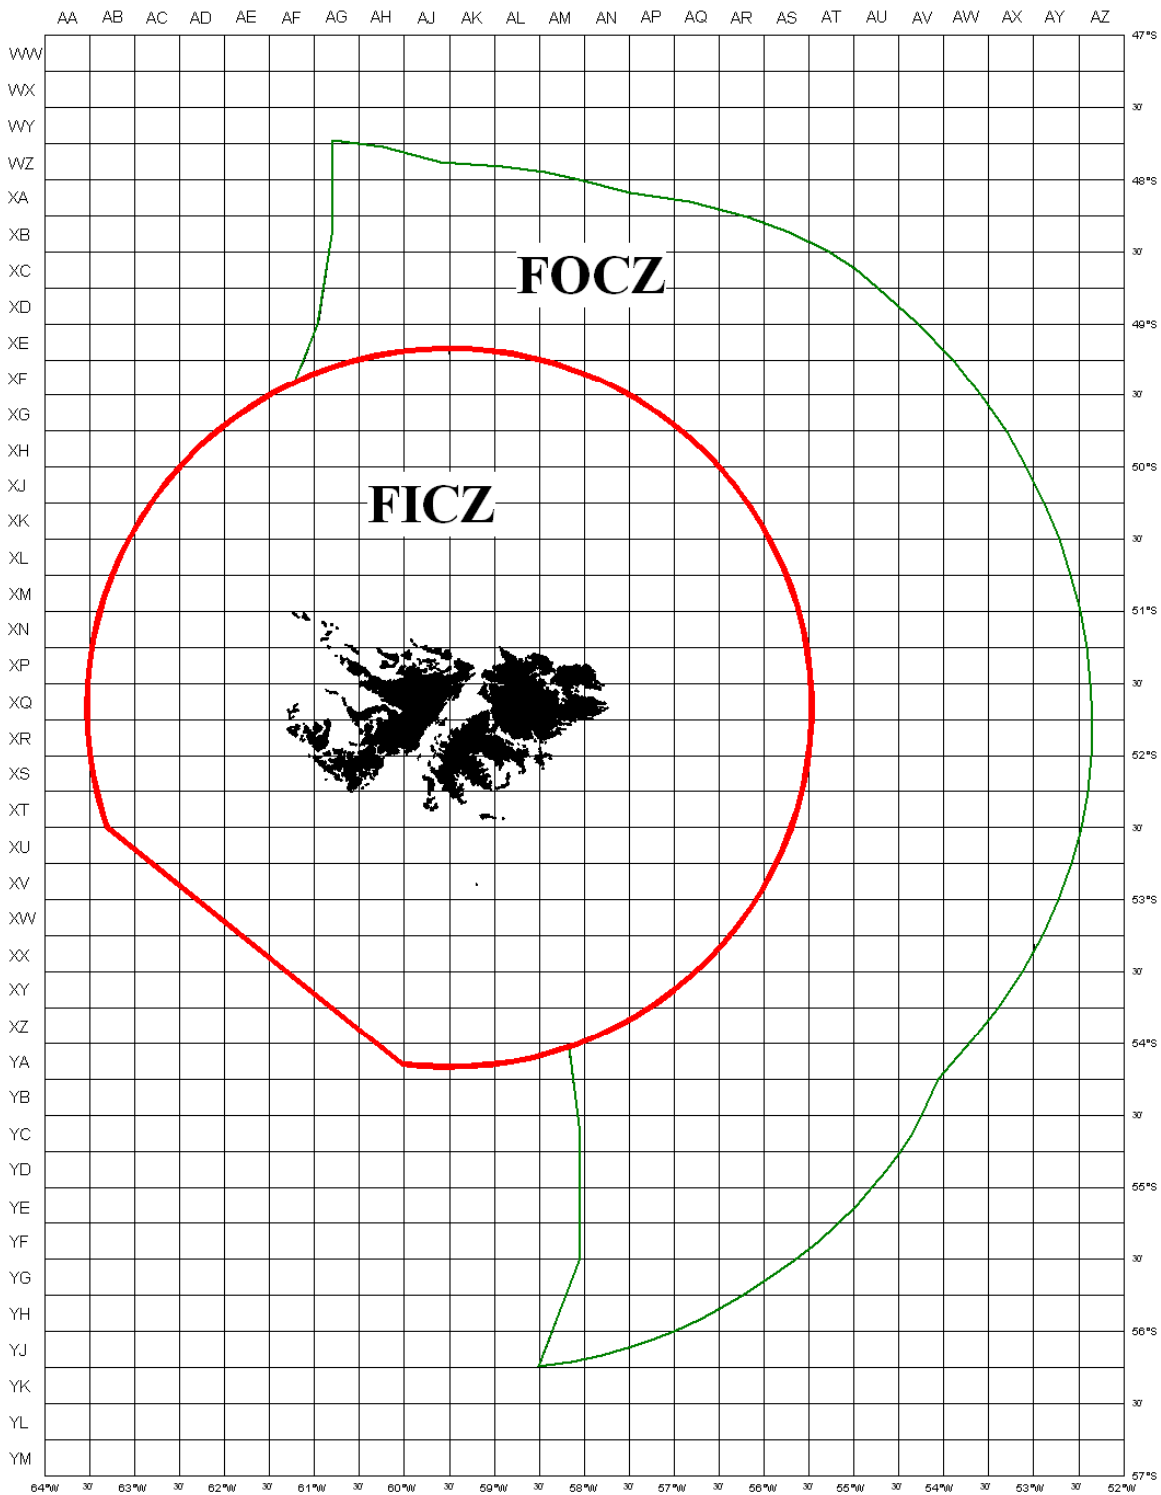 AA AB AC AD AE AF AG AH AJ AK AL AM AN AP AQ AR AS AT AU AV AW AX AY AZ
47°S
WW
WX
30'
WY
WZ
48°S
XA
XB
30'
FOCZ
XC
XD
49°S
XE
XF
30'
XG
XH
50°S
XJ
FICZ
XK
30'
XL
XM
51°S
XN
XP
30'
XQ
XR
52°S
XS
XT
30'
XU
XV
53°S
XW
XX
30'
XY
XZ
54°S
YA
YB
30'
YC
YD
55°S
YE
YF
30'
YG
YH
56°S
YJ
YK
30'
YL
YM
57°S
64°W 30' 63°W 30' 62°W 30' 61°W 30' 60°W 30' 59°W 30' 58°W 30' 57°W 30' 56°W 30' 55°W 30' 54°W 30' 53°W 30' 52°W